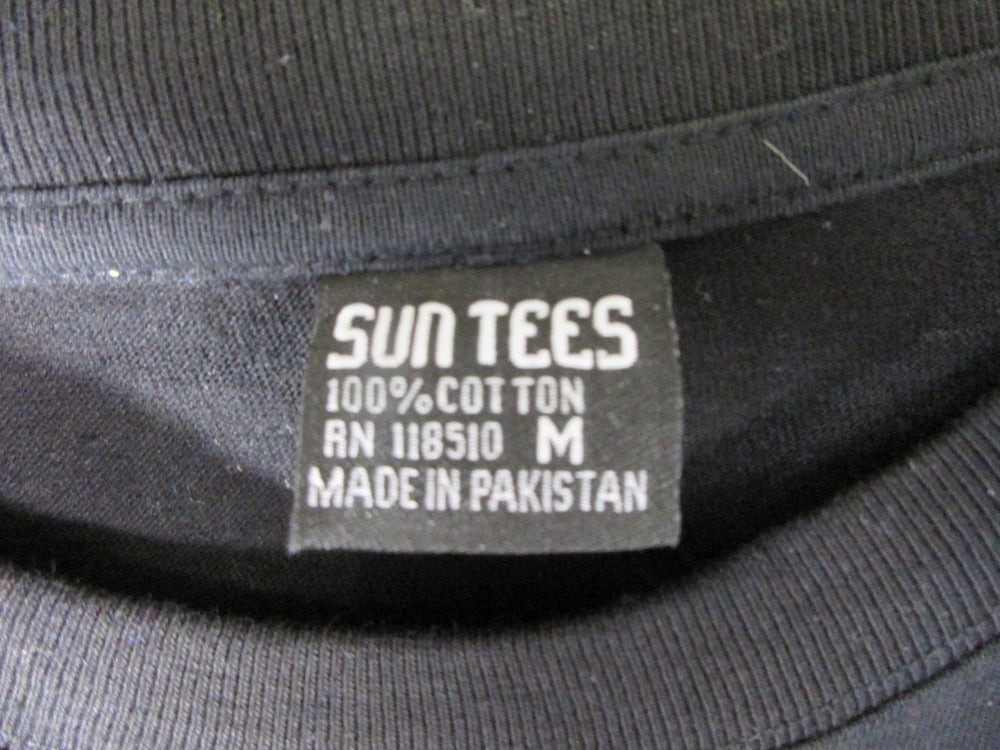 SUN TEES
100% COTTON
RN 118510 M
MADE IN PAKISTAN